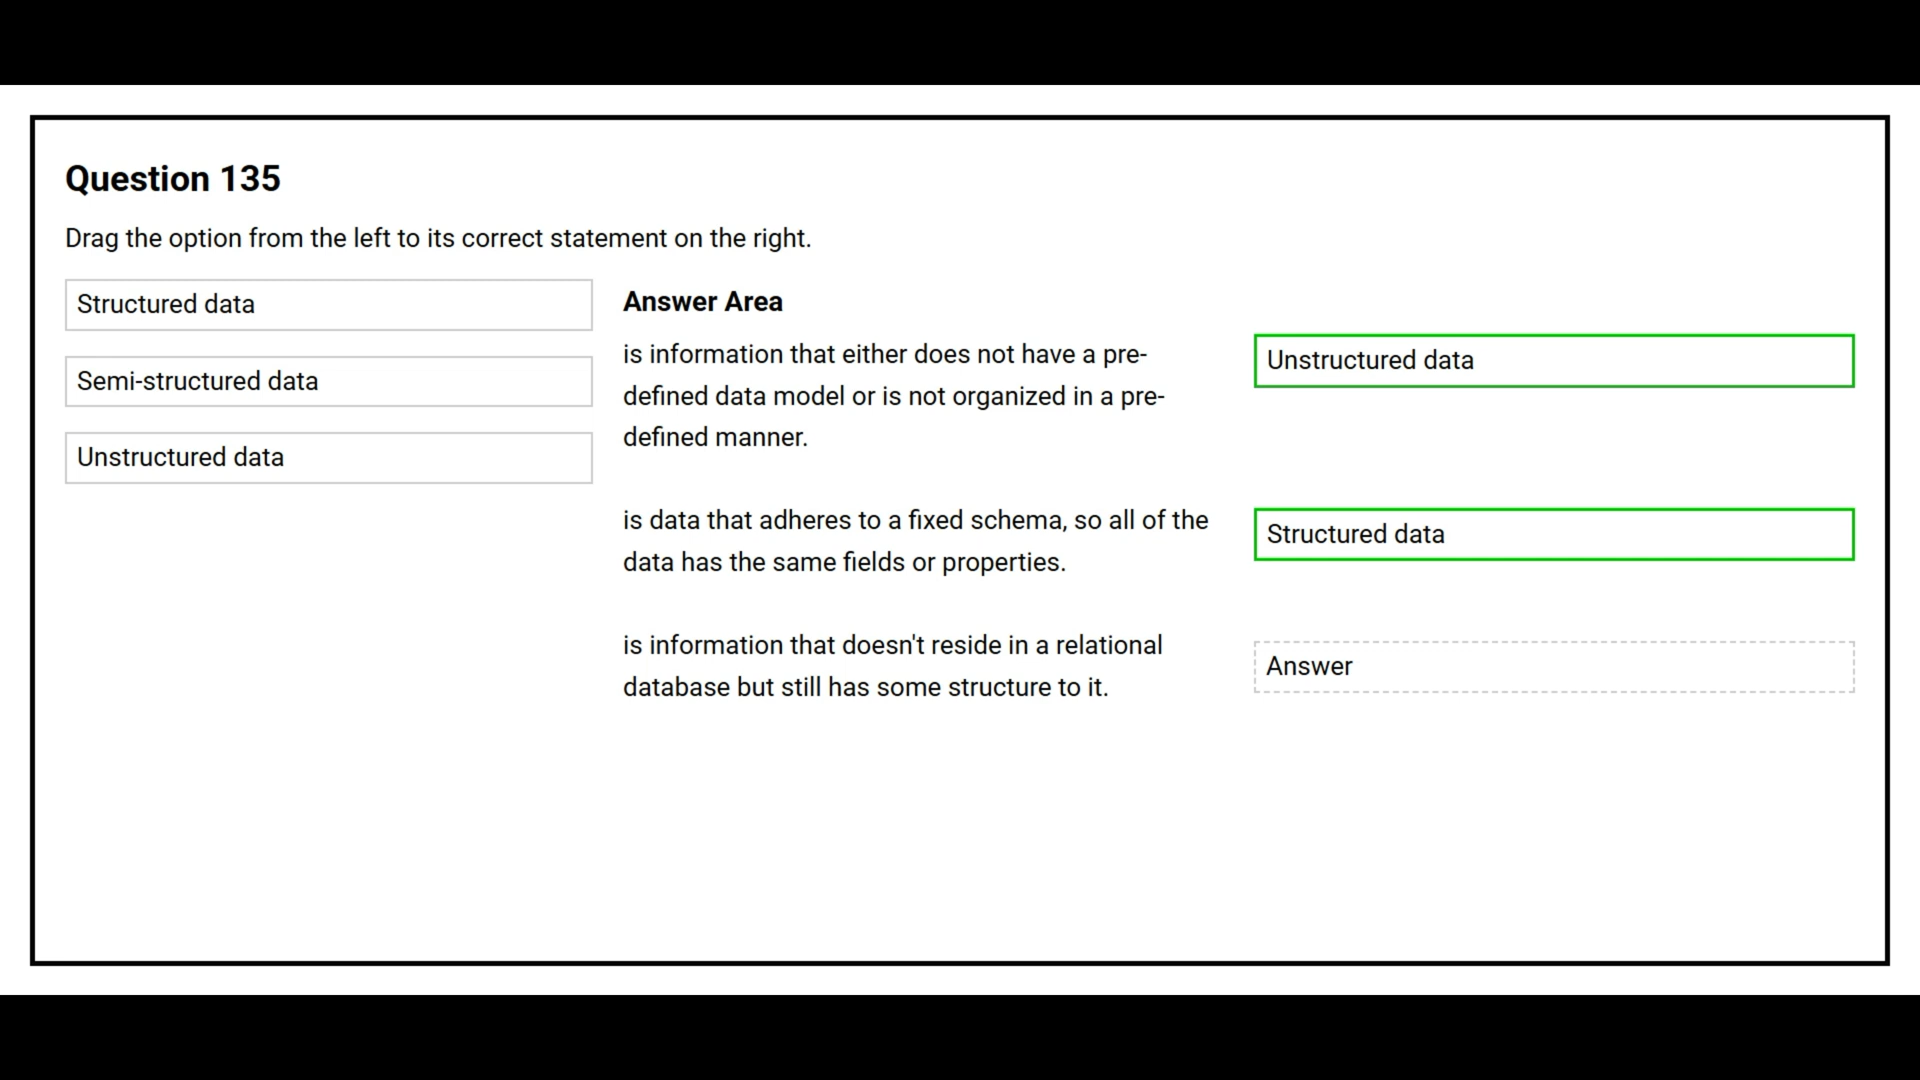 Question 135
Drag the option from the left to its correct statement on the right.
Structured data
Semi-structured data
Unstructured data
Answer Area
is information that either does not have a pre-
defined data model or is not organized in a pre-
defined manner.
Unstructured data
is data that adheres to a fixed schema, so all of the
data has the same fields or properties.
Structured data
is information that doesn't reside in a relational
database but still has some structure to it.
Answer